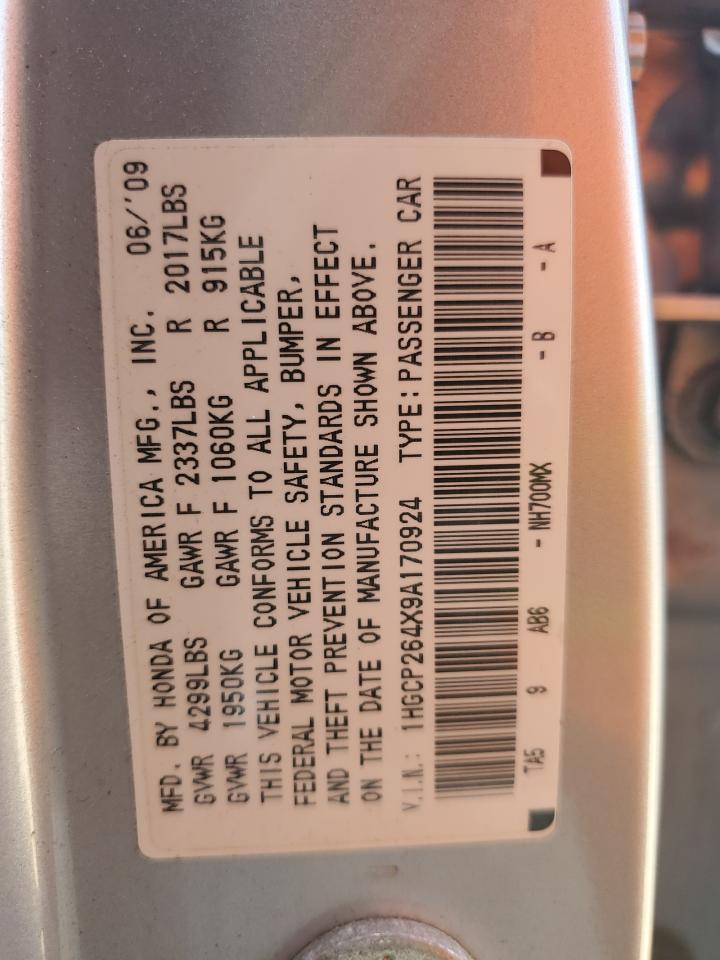 MFD. BY HONDA OF AMERICA MFG., INC. 06/'09
GVWR 4299LBS GAWR F 2337LBS R 2017LBS
GVWR 1950KG GAWR F 1060KG R 915KG
THIS VEHICLE CONFORMS TO ALL APPLICABLE
FEDERAL MOTOR VEHICLE SAFETY, BUMPER,
AND THEFT PREVENTION STANDARDS IN EFFECT
ON THE DATE OF MANUFACTURE SHOWN ABOVE.
V.I.N.: 1HGCP264X9A170924 TYPE:PASSENGER CAR
TA5 9 AB6 - NH700MX - B - A